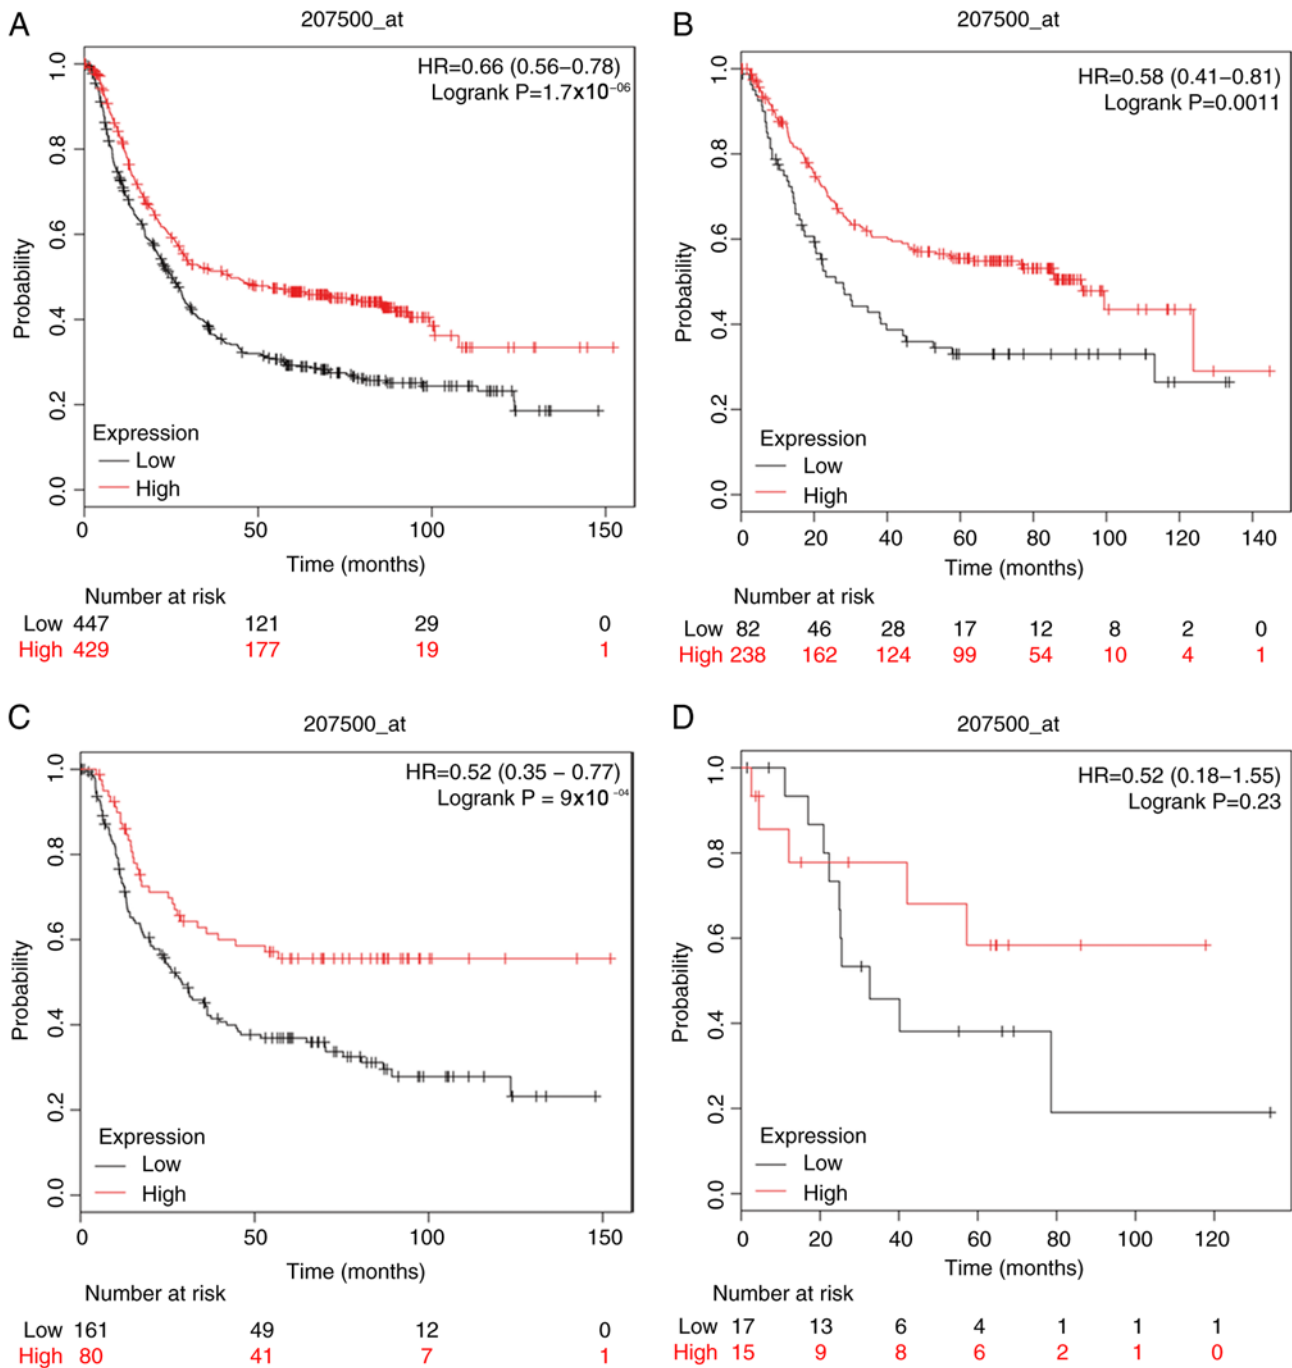 A
207500_at
HR=0.66 (0.56–0.78)
Logrank P=1.7x10⁻⁰⁶
Probability
1.0
0.8
0.6
0.4
0.2
0.0
Expression
Low
High
0 50 100 150
Time (months)
Number at risk
Low 447 121 29 0
High 429 177 19 1
B
207500_at
HR=0.58 (0.41–0.81)
Logrank P=0.0011
Probability
1.0
0.8
0.6
0.4
0.2
0.0
Expression
Low
High
0 20 40 60 80 100 120 140
Time (months)
Number at risk
Low 82 46 28 17 12 8 2 0
High 238 162 124 99 54 10 4 1
C
207500_at
HR=0.52 (0.35 – 0.77)
Logrank P = 9x10⁻⁰⁴
Probability
1.0
0.8
0.6
0.4
0.2
0.0
Expression
Low
High
0 50 100 150
Time (months)
Number at risk
Low 161 49 12 0
High 80 41 7 1
D
207500_at
HR=0.52 (0.18–1.55)
Logrank P=0.23
Probability
1.0
0.8
0.6
0.4
0.2
0.0
Expression
Low
High
0 20 40 60 80 100 120
Time (months)
Number at risk
Low 17 13 6 4 1 1 1
High 15 9 8 6 2 1 0